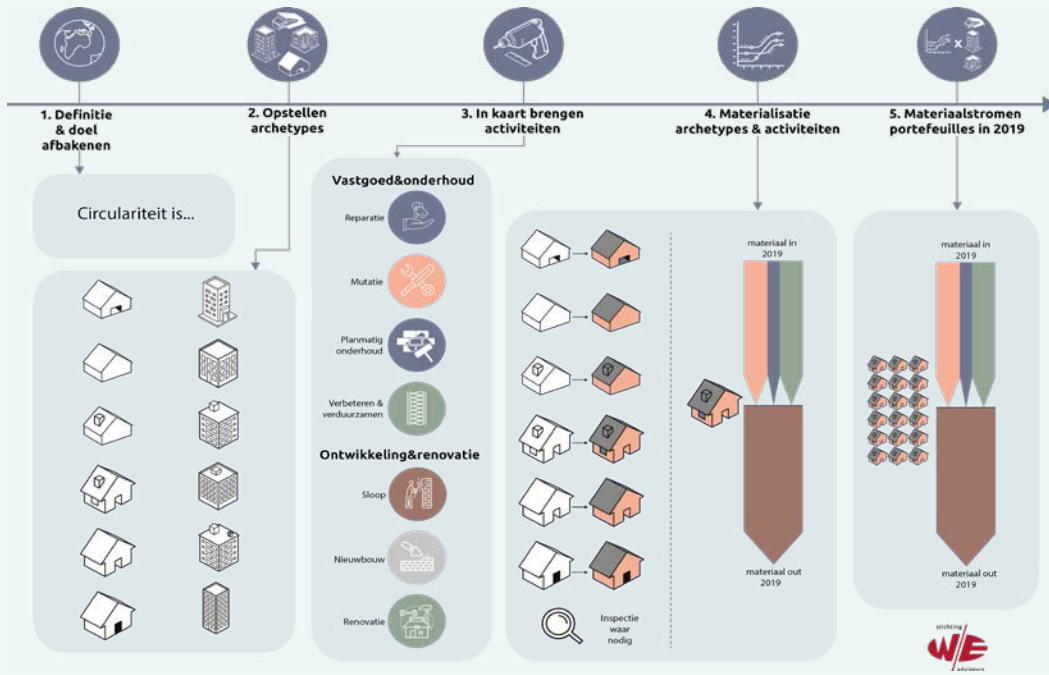 1. Definitie
& doel
afbakenen
2. Opstellen
archetypes
3. In kaart brengen
activiteiten
4. Materialisatie
archetypes & activiteiten
5. Materiaalstromen
portefeuilles in 2019
X
Circulariteit is...
Vastgoed&onderhoud
Reparatie
Mutatie
Planmatig
onderhoud
Verbeteren &
verduurzamen
Ontwikkeling&renovatie
Sloop
Nieuwbouw
Renovatie
Inspectie
waar
nodig
materiaal in
2019
materiaal out
2019
materiaal in
2019
materiaal out
2019
stichting
W/E
adviseurs